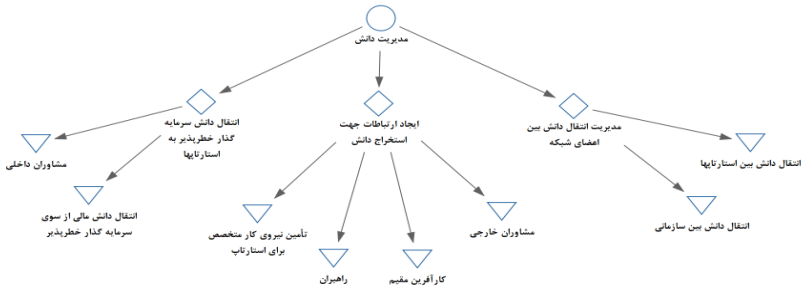 مدیریت دانش
انتقال دانش سرمایه
گذار خطرپذیر به
استارتاپها
ایجاد ارتباطات جهت
استخراج دانش
مدیریت انتقال دانش بین
اعضای شبکه
مشاوران داخلی
انتقال دانش مالی از سوی
سرمایه گذار خطرپذیر
تأمین نیروی کار متخصص
برای استارتاپ
راهبران
کارآفرین مقیم
مشاوران خارجی
انتقال دانش بین سازمانی
انتقال دانش بین استارتاپها